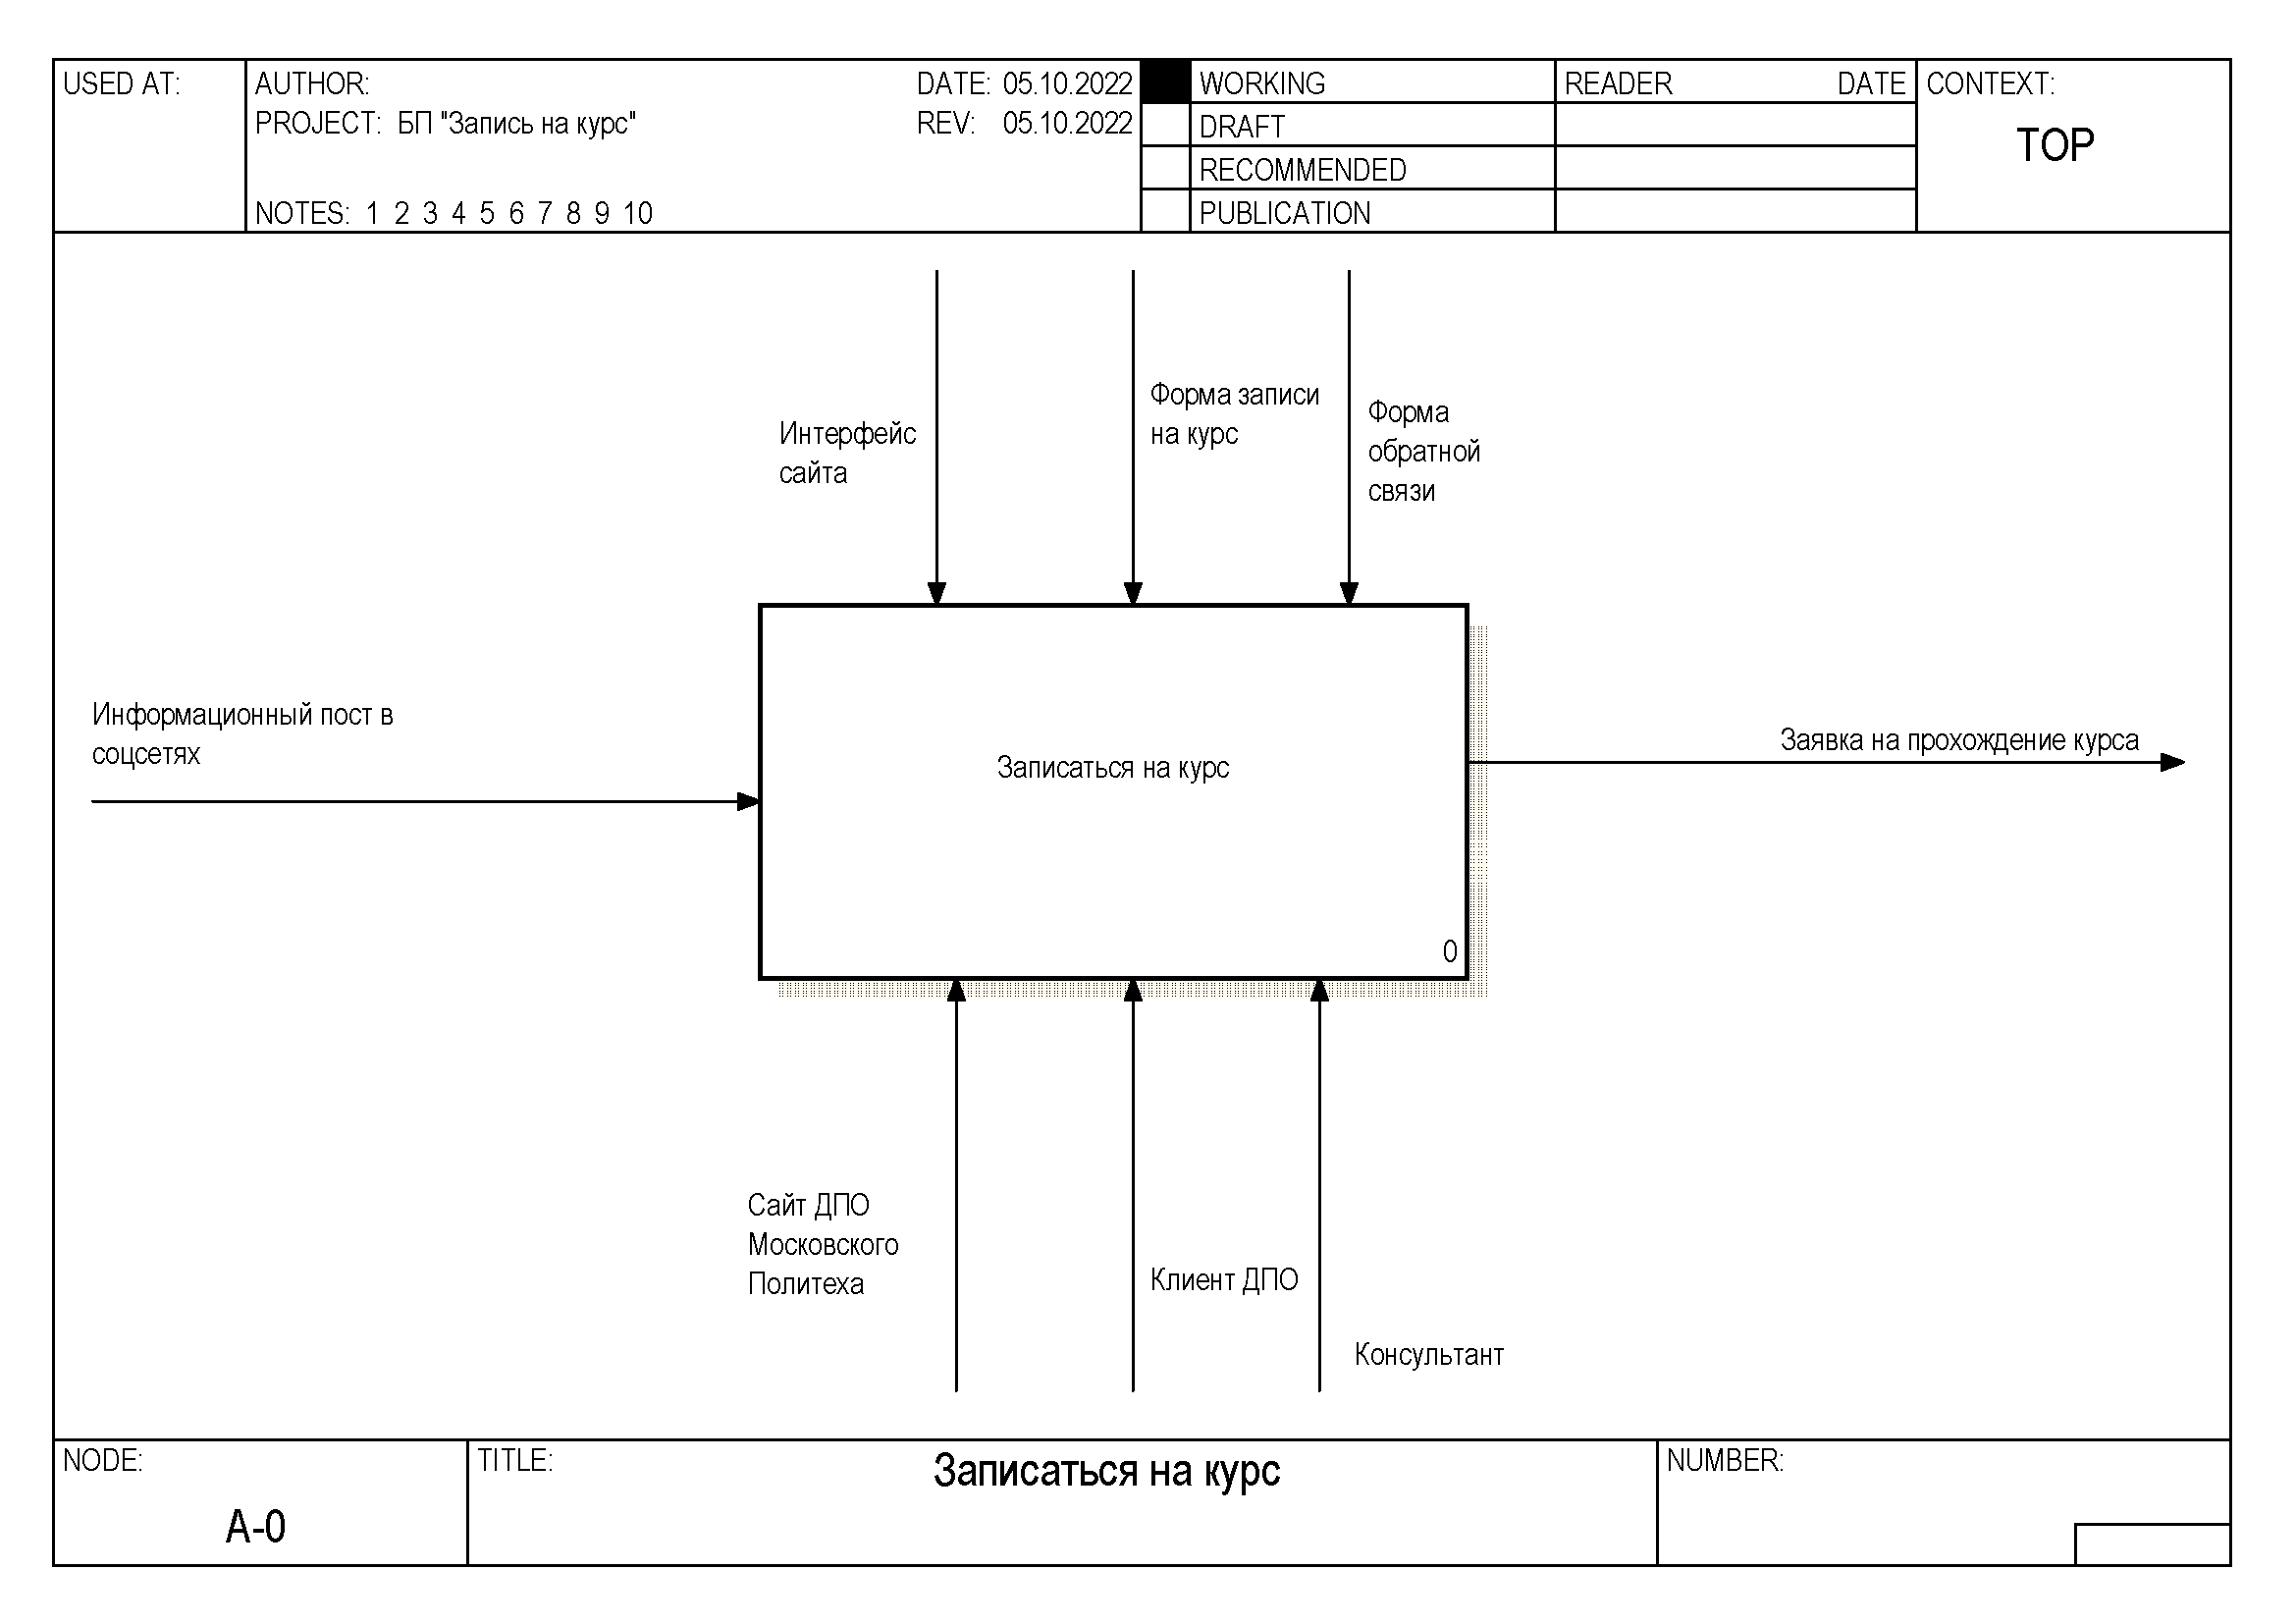 USED AT:
AUTHOR:
DATE: 05.10.2022
PROJECT: БП "Запись на курс"
REV: 05.10.2022
NOTES: 1 2 3 4 5 6 7 8 9 10
WORKING
DRAFT
RECOMMENDED
PUBLICATION
READER DATE
CONTEXT:
TOP
Интерфейс
сайта
Форма записи
на курс
Форма
обратной
связи
Информационный пост в
соцсетях
Записаться на курс
0
Заявка на прохождение курса
Сайт ДПО
Московского
Политеха
Клиент ДПО
Консультант
NODE:
A-0
TITLE:
Записаться на курс
NUMBER: